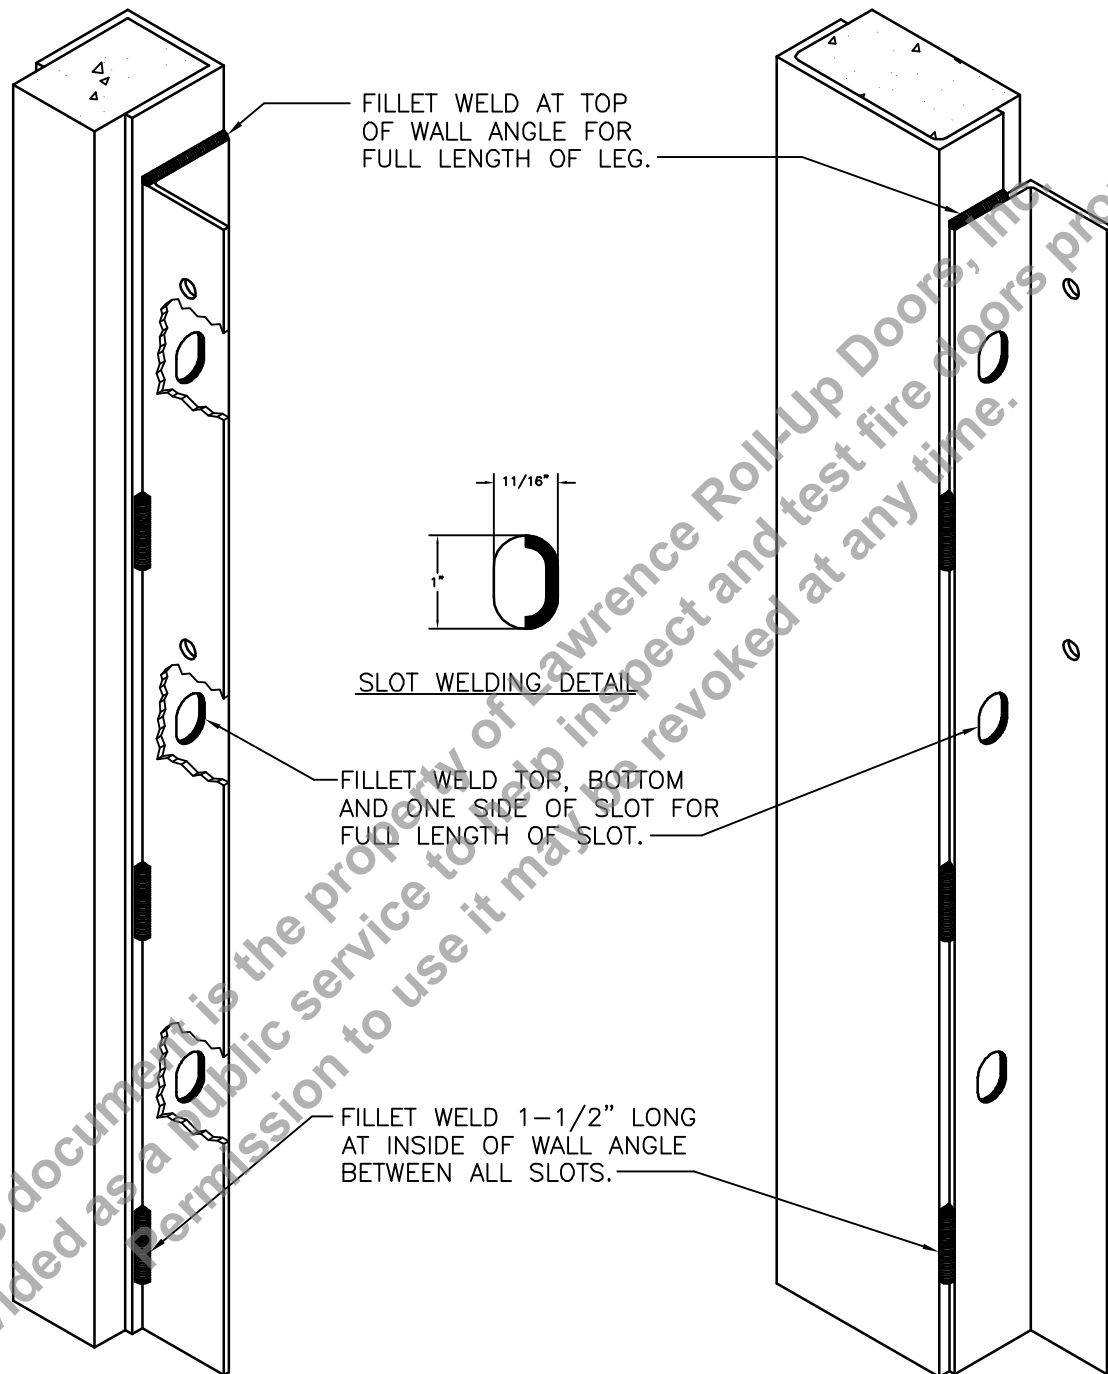 FILLET WELD AT TOP
OF WALL ANGLE FOR
FULL LENGTH OF LEG.
11/16"
1"
SLOT WELDING DETAIL
FILLET WELD TOP, BOTTOM
AND ONE SIDE OF SLOT FOR
FULL LENGTH OF SLOT.
FILLET WELD 1-1/2" LONG
AT INSIDE OF WALL ANGLE
BETWEEN ALL SLOTS.
document is the property of Lawrence Roll-Up Doors, Inc.
as a public service to help inspect and test fire doors
Permission to use it may be revoked at any time.